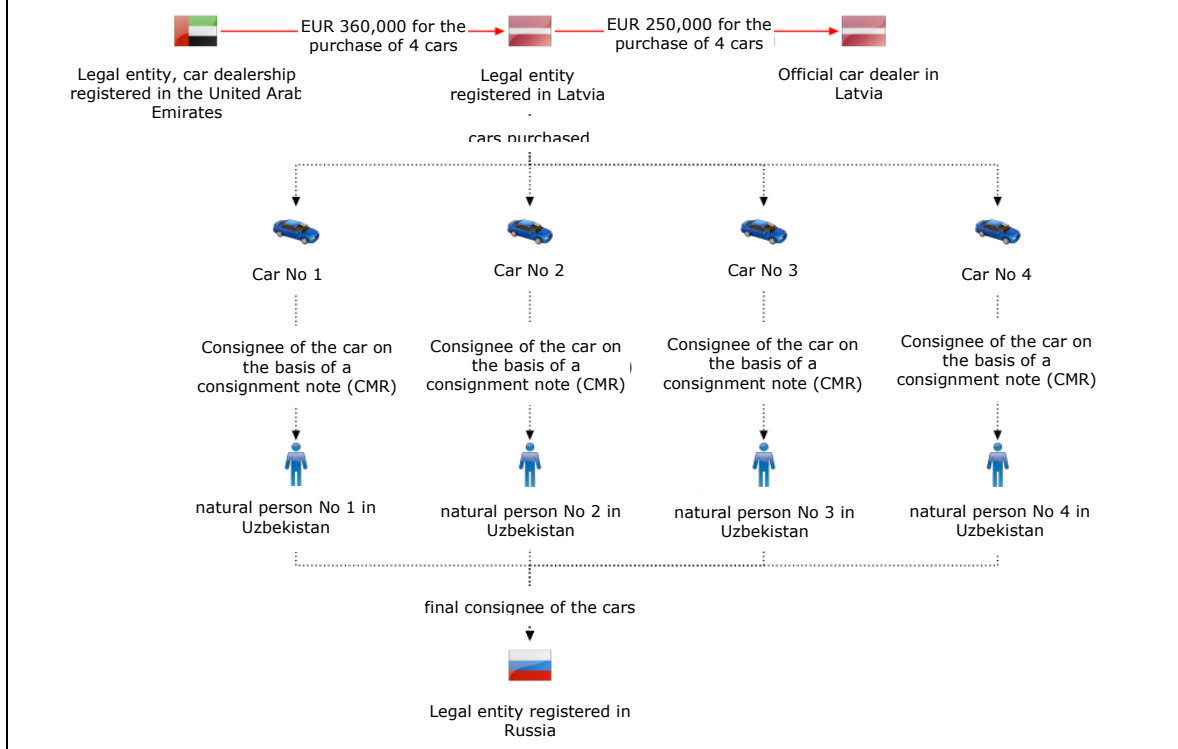 EUR 360,000 for the
purchase of 4 cars
EUR 250,000 for the
purchase of 4 cars
Legal entity, car dealership
registered in the United Arab
Emirates
Legal entity
registered in Latvia
Official car dealer in
Latvia
cars purchased
Car No 1
Car No 2
Car No 3
Car No 4
Consignee of the car on
the basis of a
consignment note (CMR)
Consignee of the car on
the basis of a
consignment note (CMR)
Consignee of the car on
the basis of a
consignment note (CMR)
Consignee of the car on
the basis of a
consignment note (CMR)
natural person No 1 in
Uzbekistan
natural person No 2 in
Uzbekistan
natural person No 3 in
Uzbekistan
natural person No 4 in
Uzbekistan
final consignee of the cars
Legal entity registered in
Russia